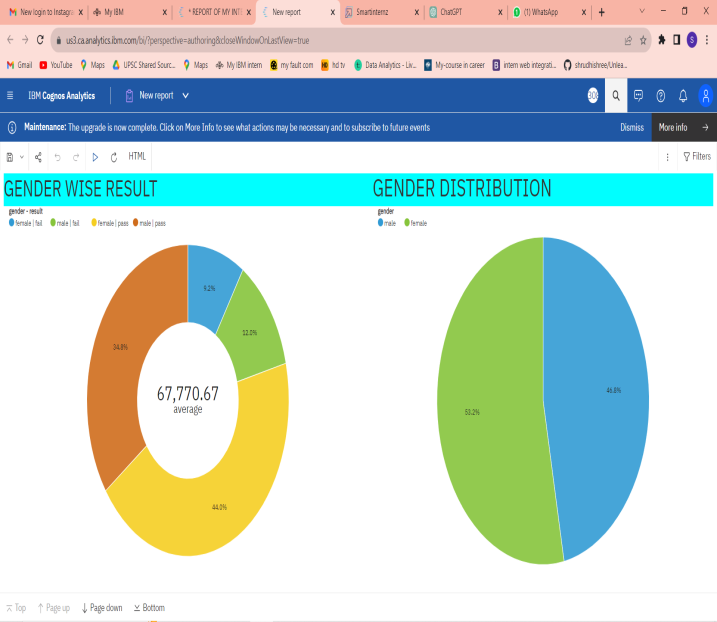 New login to Instagra
My IBM
* REPORT OF MY INT
New report
Smartinternz
ChatGPT
(1) WhatsApp
us3.ca.analytics.ibm.com/bi/?perspective=authoring&closeWindowOnLastView=true
S
Gmail
YouTube
Maps
UPSC Shared Sourc...
Maps
My IBM intern
my fault com
hd tv
Data Analytics - Liv...
My-course in career
intern web integrati...
shrudhishree/Unlea...
IBM Cognos Analytics
New report
Maintenance: The upgrade is now complete. Click on More Info to see what actions may be necessary and to subscribe to future events
Dismiss
More info
HTML
Filters
GENDER WISE RESULT
GENDER DISTRIBUTION
gender - result
female | fail male | fail female | pass male | pass
gender
male female
9.2%
12.0%
34.8%
67,770.67
average
44.0%
46.8%
53.2%
Top
Page up
Page down
Bottom